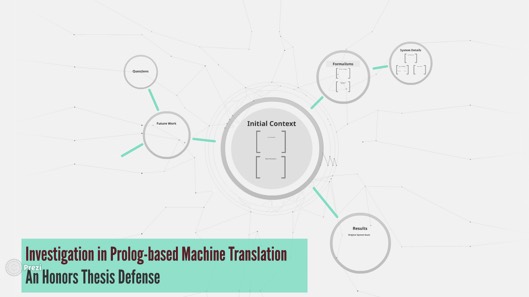 System Details
Formalisms
Questions
Future Work
Initial Context
Results
Investigation in Prolog-based Machine Translation
An Honors Thesis Defense
Prezi